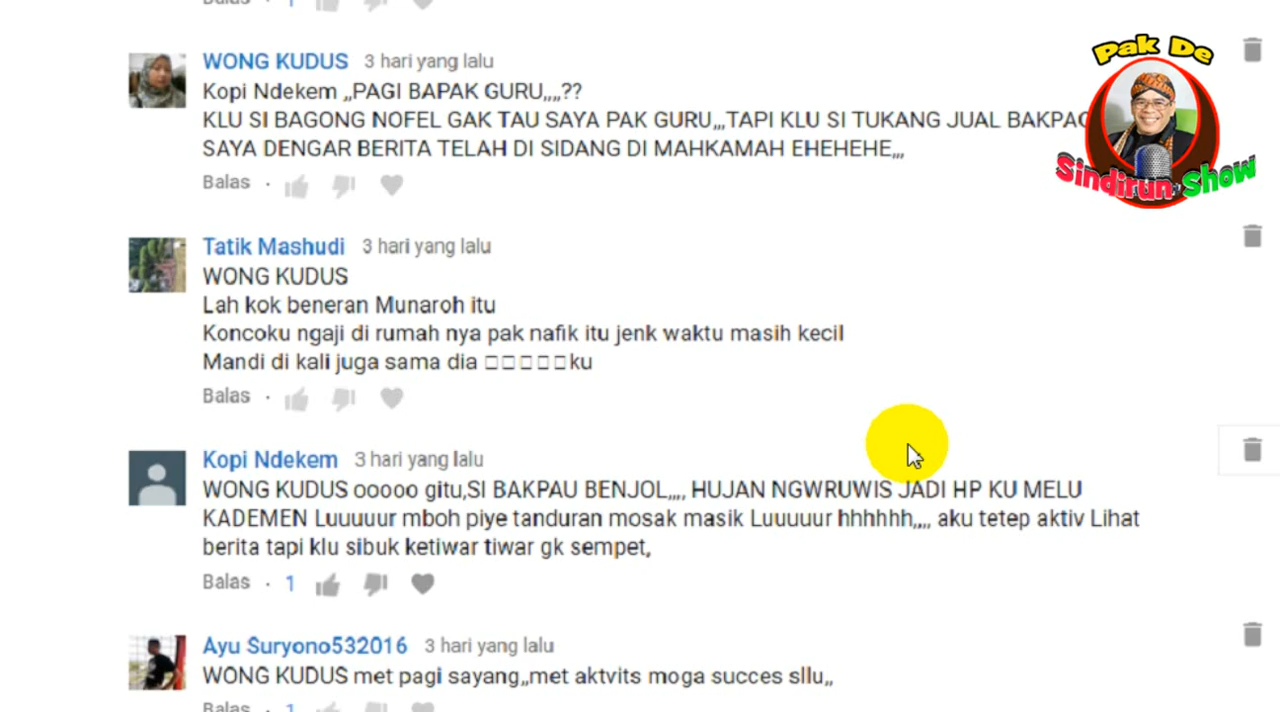 Balas · 1
WONG KUDUS 3 hari yang lalu
Kopi Ndekem ,,PAGI BAPAK GURU,,,,??
KLU SI BAGONG NOFEL GAK TAU SAYA PAK GURU,,,TAPI KLU SI TUKANG JUAL
SAYA DENGAR BERITA TELAH DI SIDANG DI MAHKAMAH EHEHEHE,,,
Balas ·
Pak De
Sindirun Show
Tatik Mashudi 3 hari yang lalu
WONG KUDUS
Lah kok beneran Munaroh itu
Koncoku ngaji di rumah nya pak nafik itu jenk waktu masih kecil
Mandi di kali juga sama dia □□□□□ku
Balas ·
Kopi Ndekem 3 hari yang lalu
WONG KUDUS ooooo gitu,SI BAKPAU BENJOL,,,, HUJAN NGWRUWIS JADI HP KU MELU
KADEMEN Luuuuur mboh piye tanduran mosak masik Luuuuur hhhhhh,,,, aku tetep aktiv Lihat
berita tapi klu sibuk ketiwar tiwar gk sempet,
Balas · 1
Ayu Suryono532016 3 hari yang lalu
WONG KUDUS met pagi sayang,,met aktvits moga succes sllu,,
Balas · 1